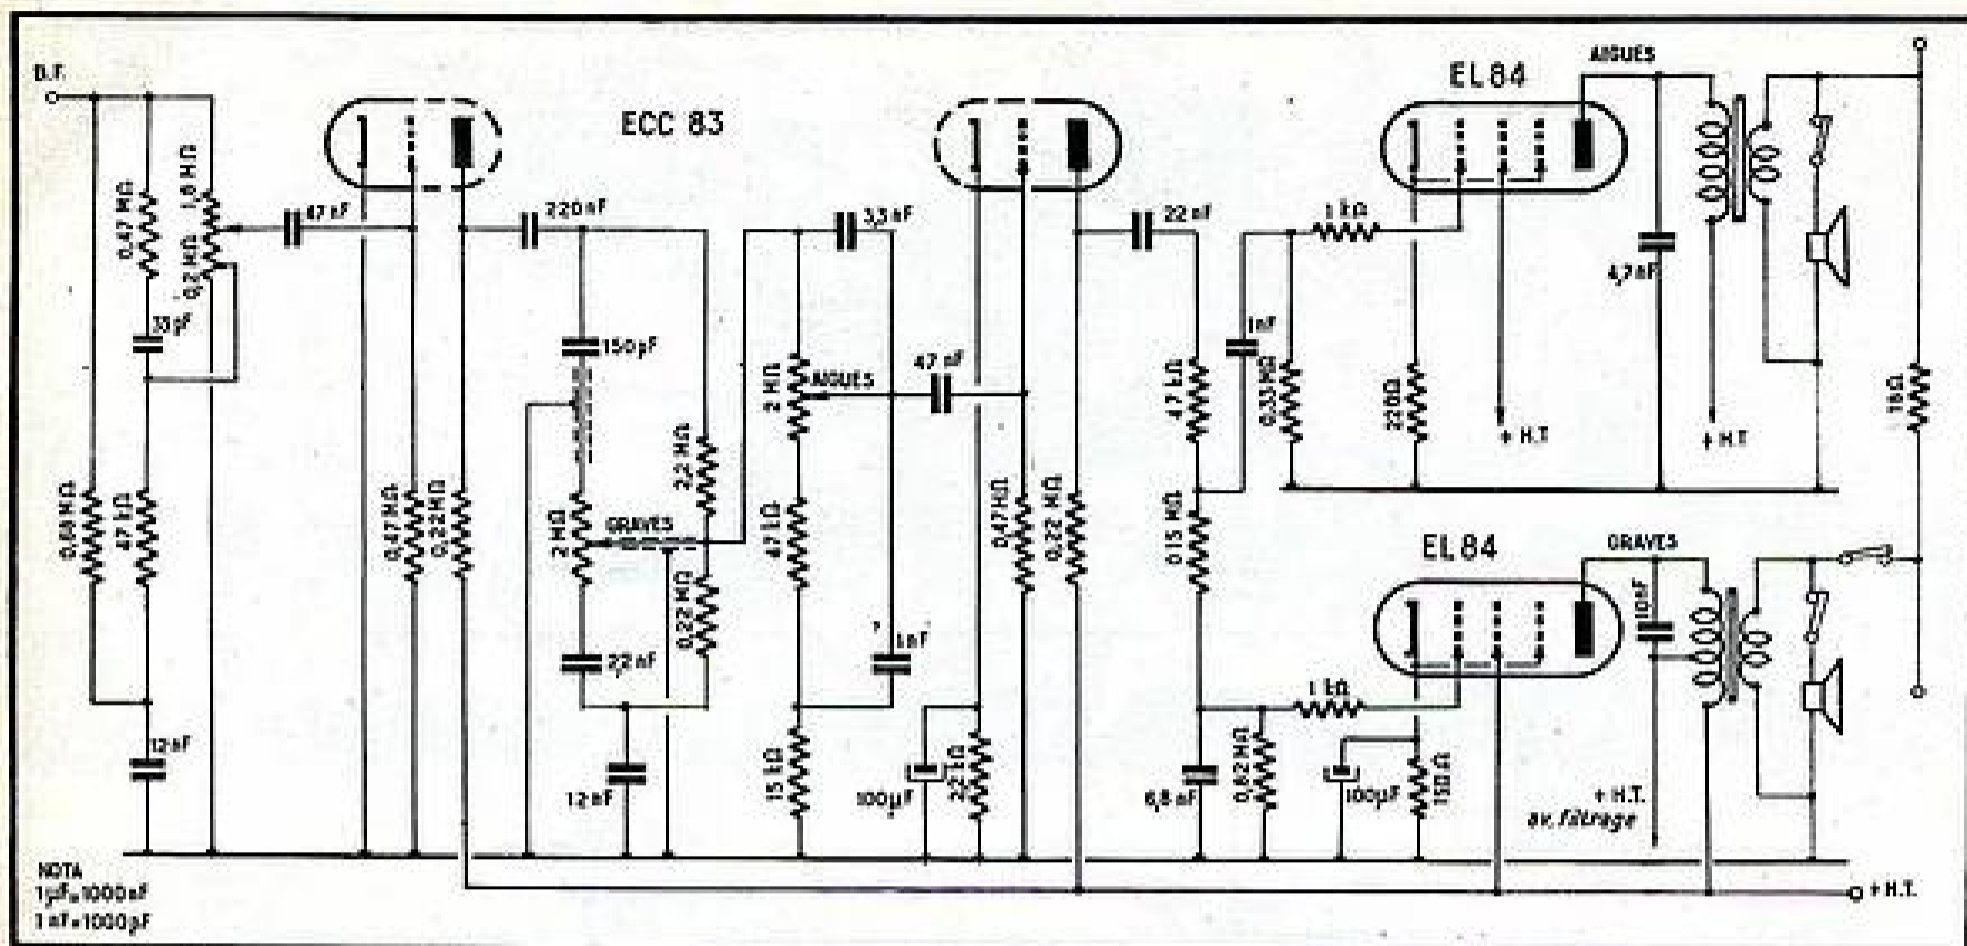 B.F.
0,47 MΩ
1,8 MΩ
0,2 MΩ
47 nF
33 pF
0,68 MΩ
47 kΩ
12 nF
ECC 83
0,47 MΩ
0,22 MΩ
220 nF
150 pF
2,2 MΩ
2 MΩ
GRAVES
0,22 MΩ
2,2 nF
12 nF
3,3 nF
2 MΩ
AIGUES
47 nF
47 kΩ
1 nF
15 kΩ
100 µF
2,2 kΩ
0,47 MΩ
0,22 MΩ
22 nF
47 kΩ
1 nF
0,33 MΩ
1 kΩ
EL 84
AIGUES
220 Ω
+ H.T
4,7 nF
+ H.T
0,15 MΩ
EL 84
GRAVES
10 nF
1 kΩ
6,8 nF
0,82 MΩ
100 µF
150 Ω
+ H.T.
av. filtrage
+ H.T.
NOTA
1 µF=1000 nF
1 nF=1000 pF